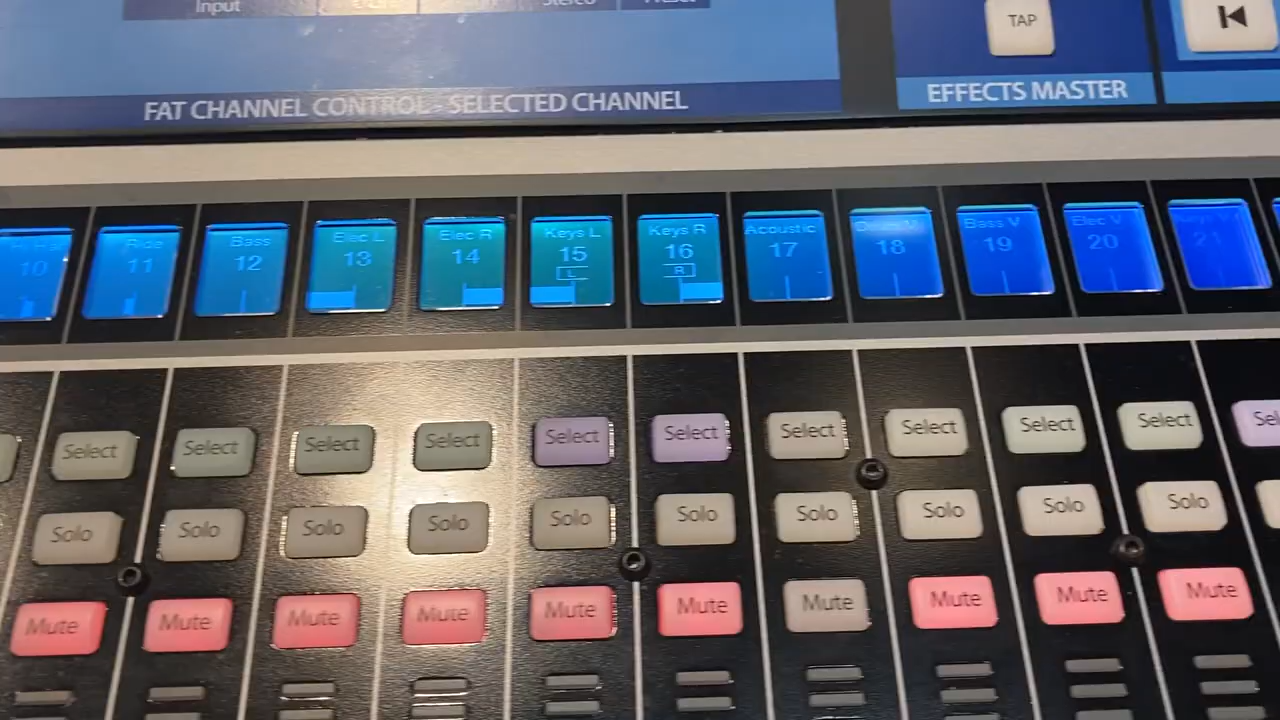 Input
Stereo
Preset
TAP
FAT CHANNEL CONTROL - SELECTED CHANNEL
EFFECTS MASTER
10
Ride
11
Bass
12
Elec L
13
Elec R
14
Keys L
15
L
Keys R
16
R
Acoustic
17
18
Bass V
19
Elec V
20
21
Select Select Select Select Select Select Select Select Select Select
Solo Solo Solo Solo Solo Solo Solo Solo Solo Solo
Mute Mute Mute Mute Mute Mute Mute Mute Mute Mute